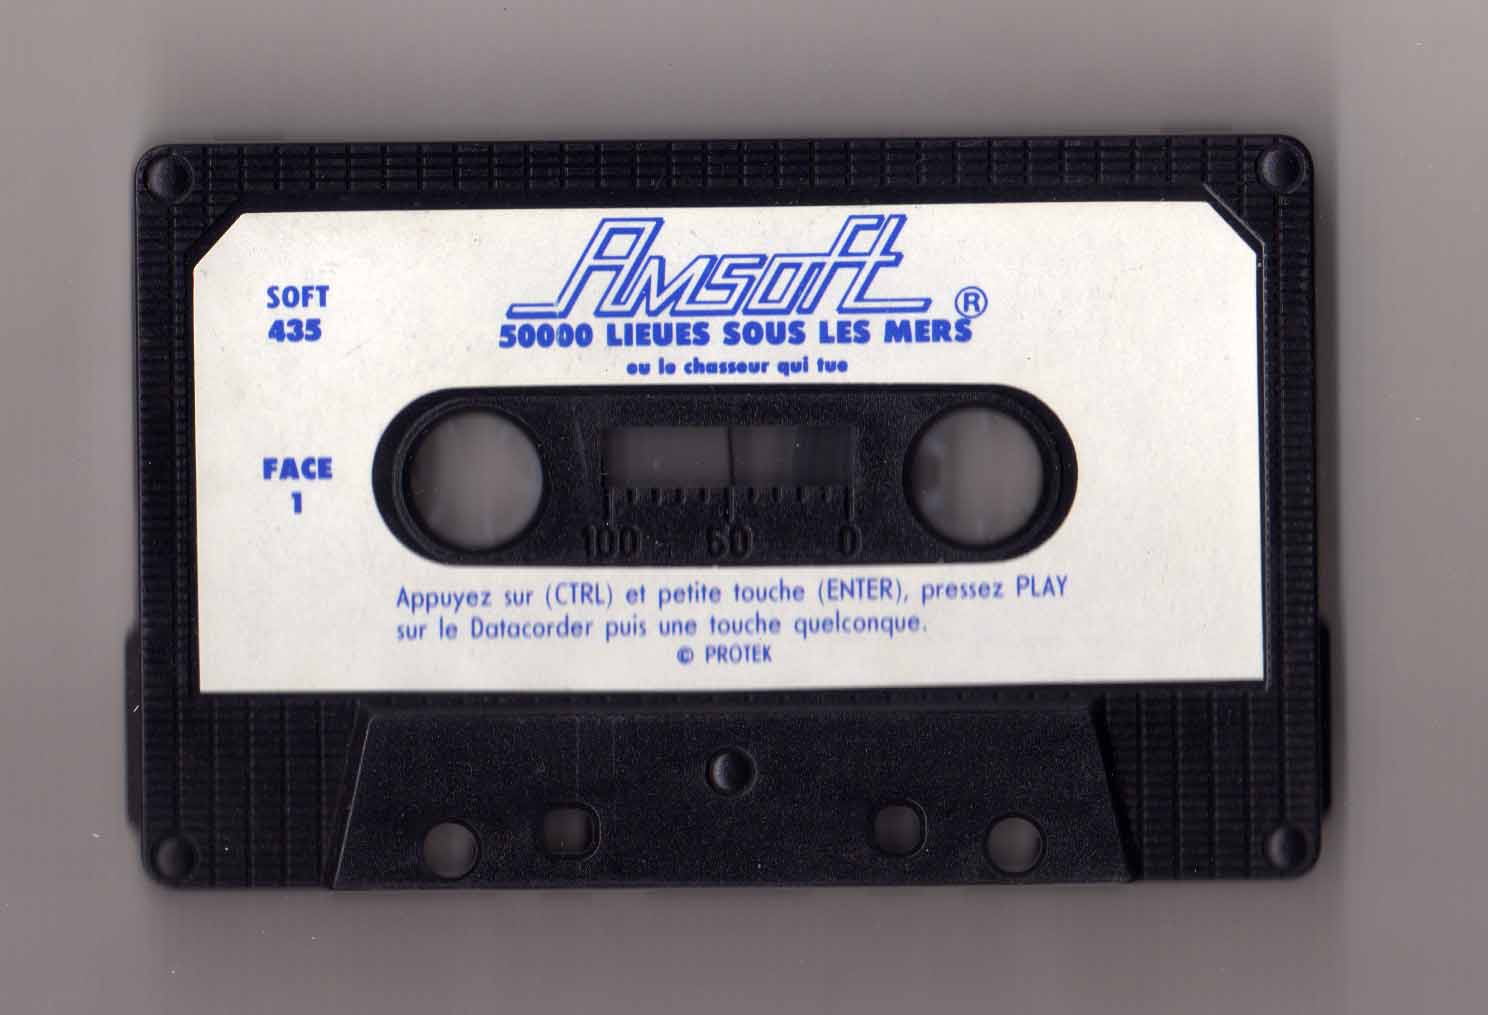 Amsoft ®
SOFT
435
50000 LIEUES SOUS LES MERS
ou le chasseur qui tue
FACE
1
100 50 0
Appuyez sur (CTRL) et petite touche (ENTER), pressez PLAY
sur le Datacorder puis une touche quelconque.
© PROTEK